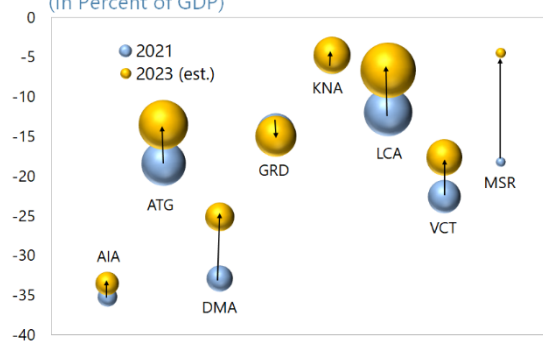 (In Percent of GDP)
0
2021
2023 (est.)
-5
KNA
-10
-15
LCA
GRD
MSR
-20
ATG
VCT
-25
-30
AIA
DMA
-35
-40